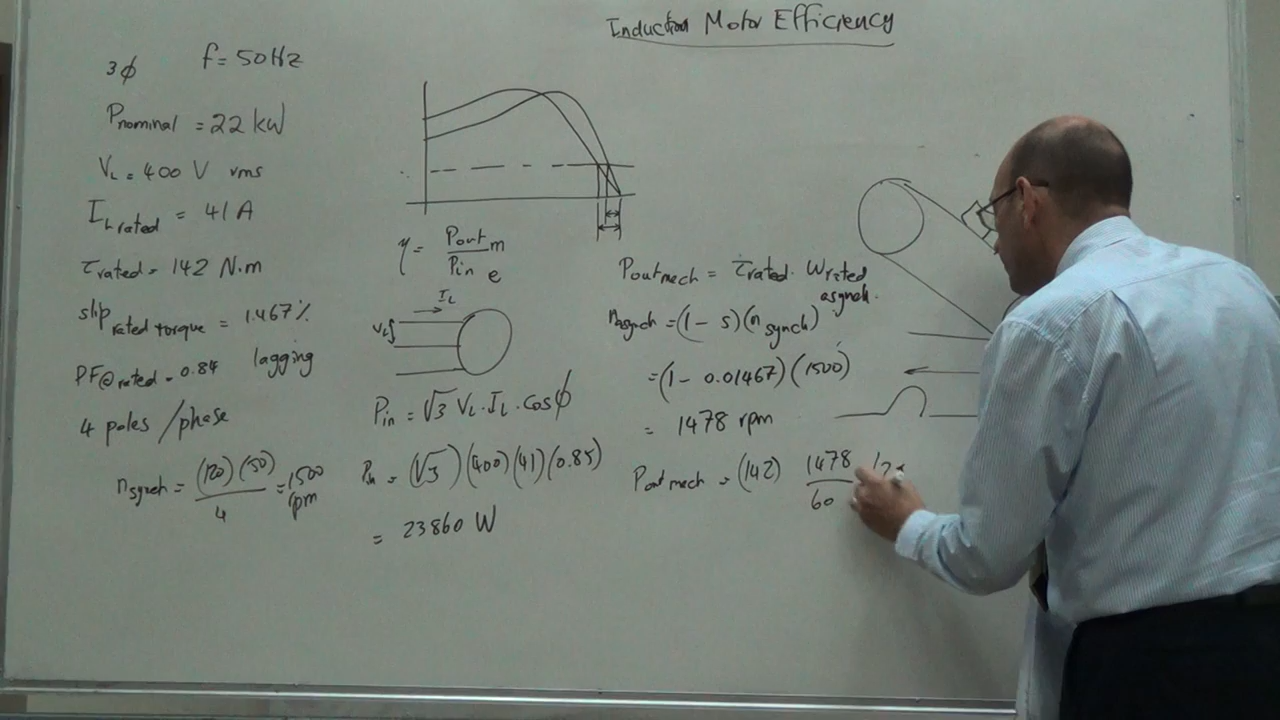 Induction Motor Efficiency
3ϕ f = 50Hz
Pnominal = 22 kW
VL = 400 V rms
IL rated = 41 A
τrated = 142 N.m
slip rated torque = 1.467%
PF@rated = 0.84 lagging
4 poles /phase
nsynch = (120)(50) / 4 = 1500 rpm
η = Pout m / Pin e
IL
VL
Pin = √3 VL . IL . cosϕ
Pin = (√3)(400)(41)(0.85)
= 23860 W
Pout mech = τrated . ωrated asynch.
nasynch = (1 - s)(nsynch)
= (1 - 0.01467)(1500)
= 1478 rpm
Pout mech = (142) 1478 / 60